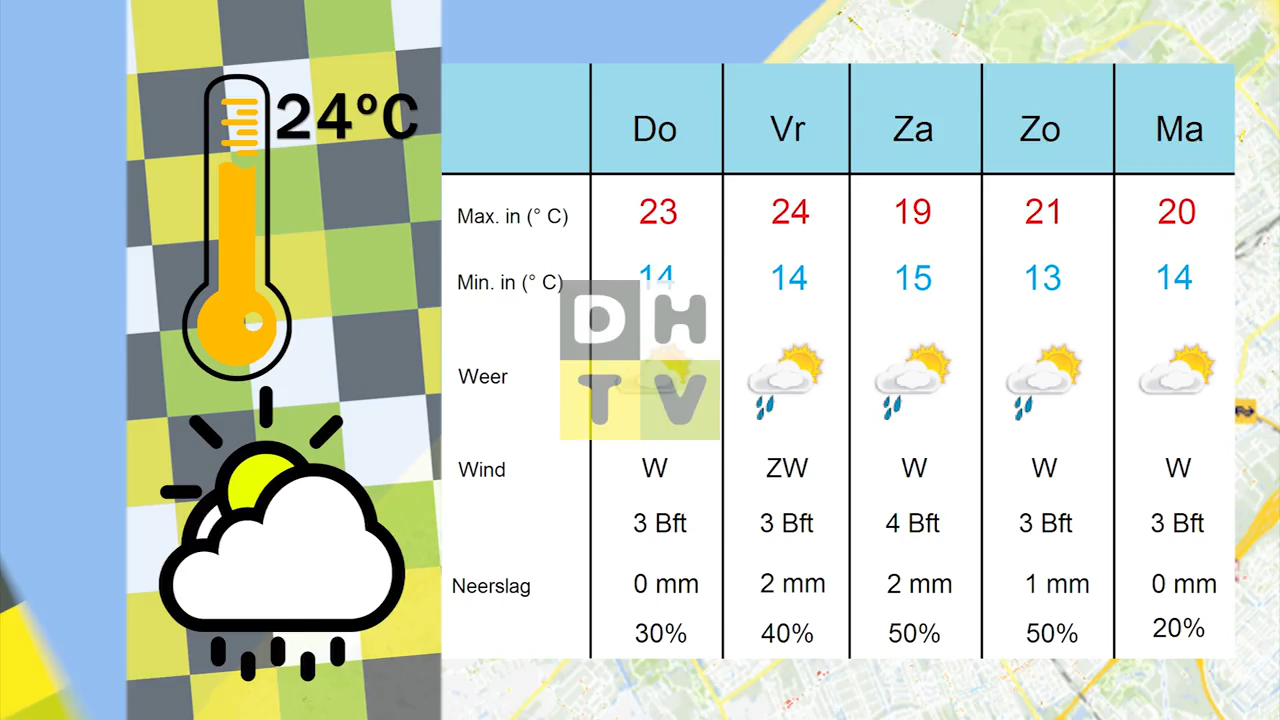 24ºC
Do Vr Za Zo Ma
Max. in (° C) 23 24 19 21 20
Min. in (° C) 14 14 15 13 14
DH
TV
Weer
Wind W ZW W W W
3 Bft 3 Bft 4 Bft 3 Bft 3 Bft
Neerslag 0 mm 2 mm 2 mm 1 mm 0 mm
30% 40% 50% 50% 20%